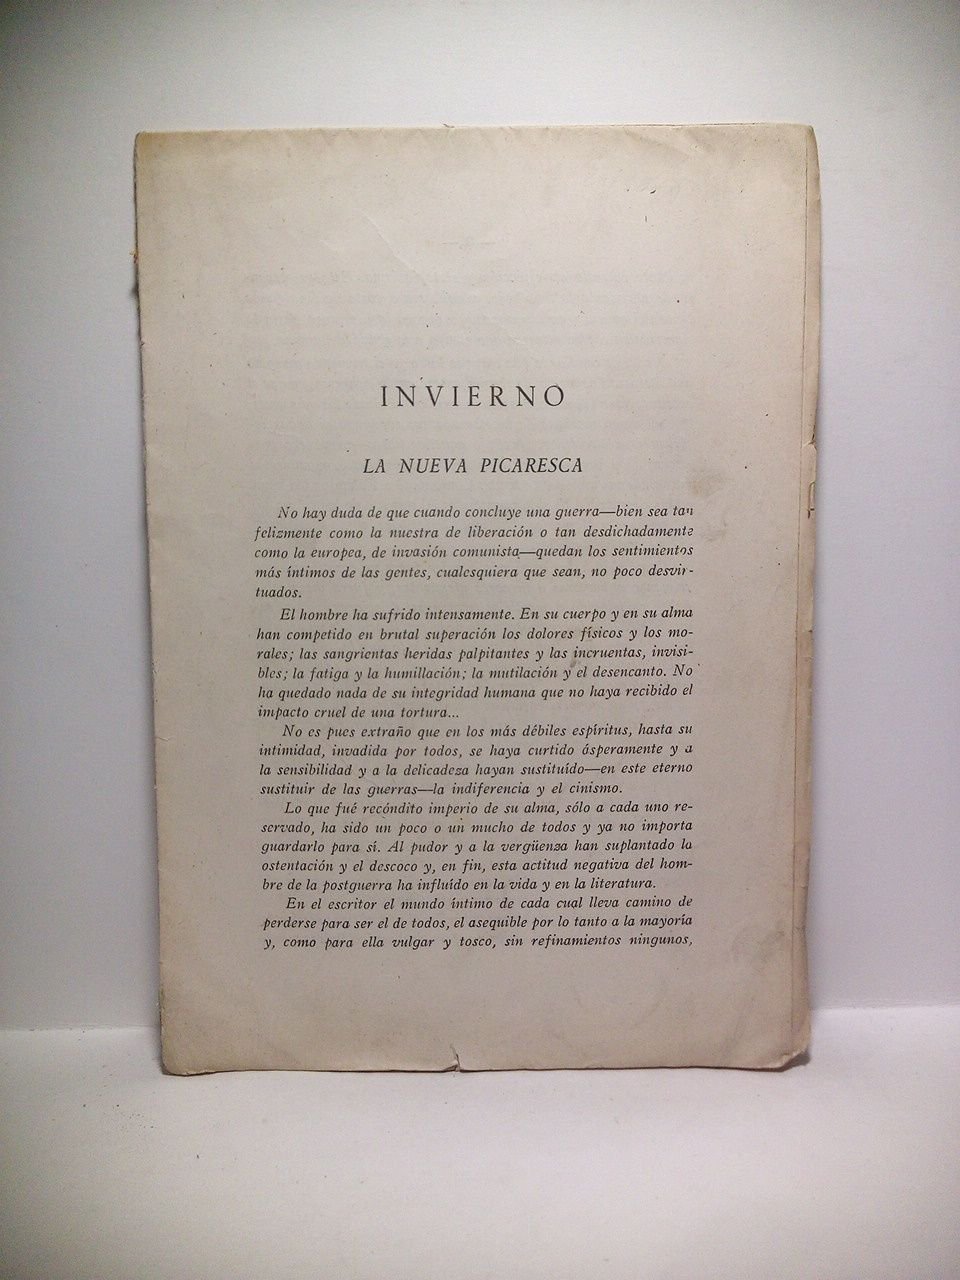 INVIERNO
LA NUEVA PICARESCA
No hay duda de que cuando concluye una guerra—bien sea tan
felizmente como la nuestra de liberación o tan desdichadamente
como la europea, de invasión comunista—quedan los sentimientos
más íntimos de las gentes, cualesquiera que sean, no poco desvir-
tuados.
El hombre ha sufrido intensamente. En su cuerpo y en su alma
han competido en brutal superación los dolores físicos y los mo-
rales; las sangrientas heridas palpitantes y las incruentas, invisi-
bles; la fatiga y la humillación; la mutilación y el desencanto. No
ha quedado nada de su integridad humana que no haya recibido el
impacto cruel de una tortura...
No es pues extraño que en los más débiles espíritus, hasta su
intimidad, invadida por todos, se haya curtido ásperamente y a
la sensibilidad y a la delicadeza hayan sustituído—en este eterno
sustituir de las guerras—la indiferencia y el cinismo.
Lo que fué recóndito imperio de su alma, sólo a cada uno re-
servado, ha sido un poco o un mucho de todos y ya no importa
guardarlo para sí. Al pudor y a la vergüenza han suplantado la
ostentación y el descoco y, en fin, esta actitud negativa del hom-
bre de la postguerra ha influído en la vida y en la literatura.
En el escritor el mundo íntimo de cada cual lleva camino de
perderse para ser el de todos, el asequible por lo tanto a la mayoría
y, como para ella vulgar y tosco, sin refinamientos ningunos,